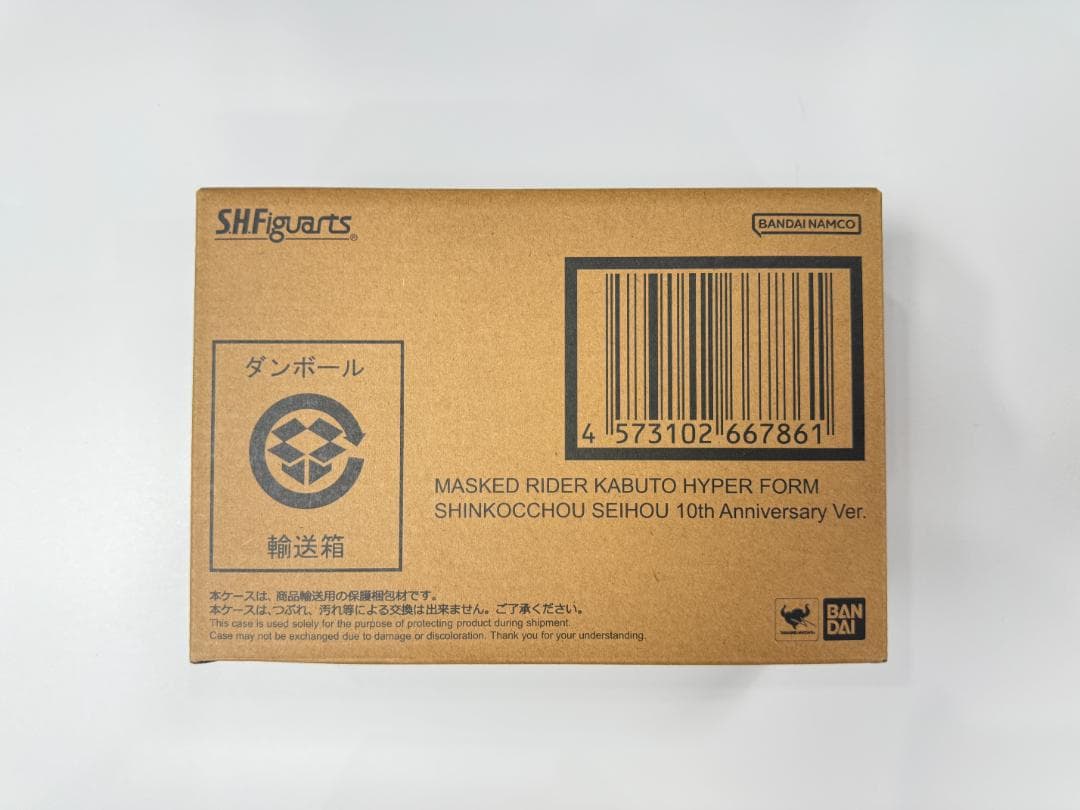 S.H.Figuarts®
BANDAI NAMCO
4 573102 667861
ダンボール
輸送箱
MASKED RIDER KABUTO HYPER FORM
SHINKOCCHOU SEIHOU 10th Anniversary Ver.
本ケースは、商品輸送用の保護梱包材です。
本ケースは、つぶれ、汚れ等による交換は出来ません。ご了承ください。
This case is used solely for the purpose of protecting product during shipment.
Case may not be exchanged due to damage or discoloration. Thank you for your understanding.
BAN
DAI